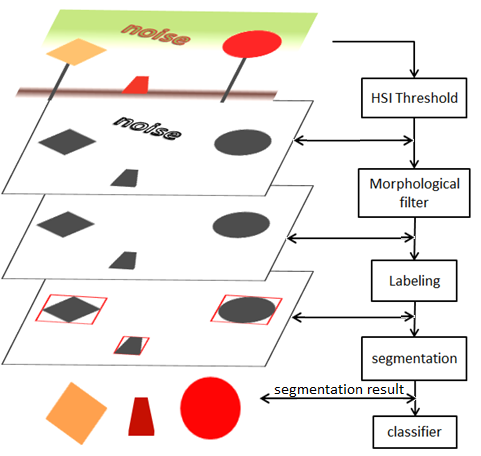 noise
HSI Threshold
noise
Morphological
filter
Labeling
segmentation
segmentation result
classifier